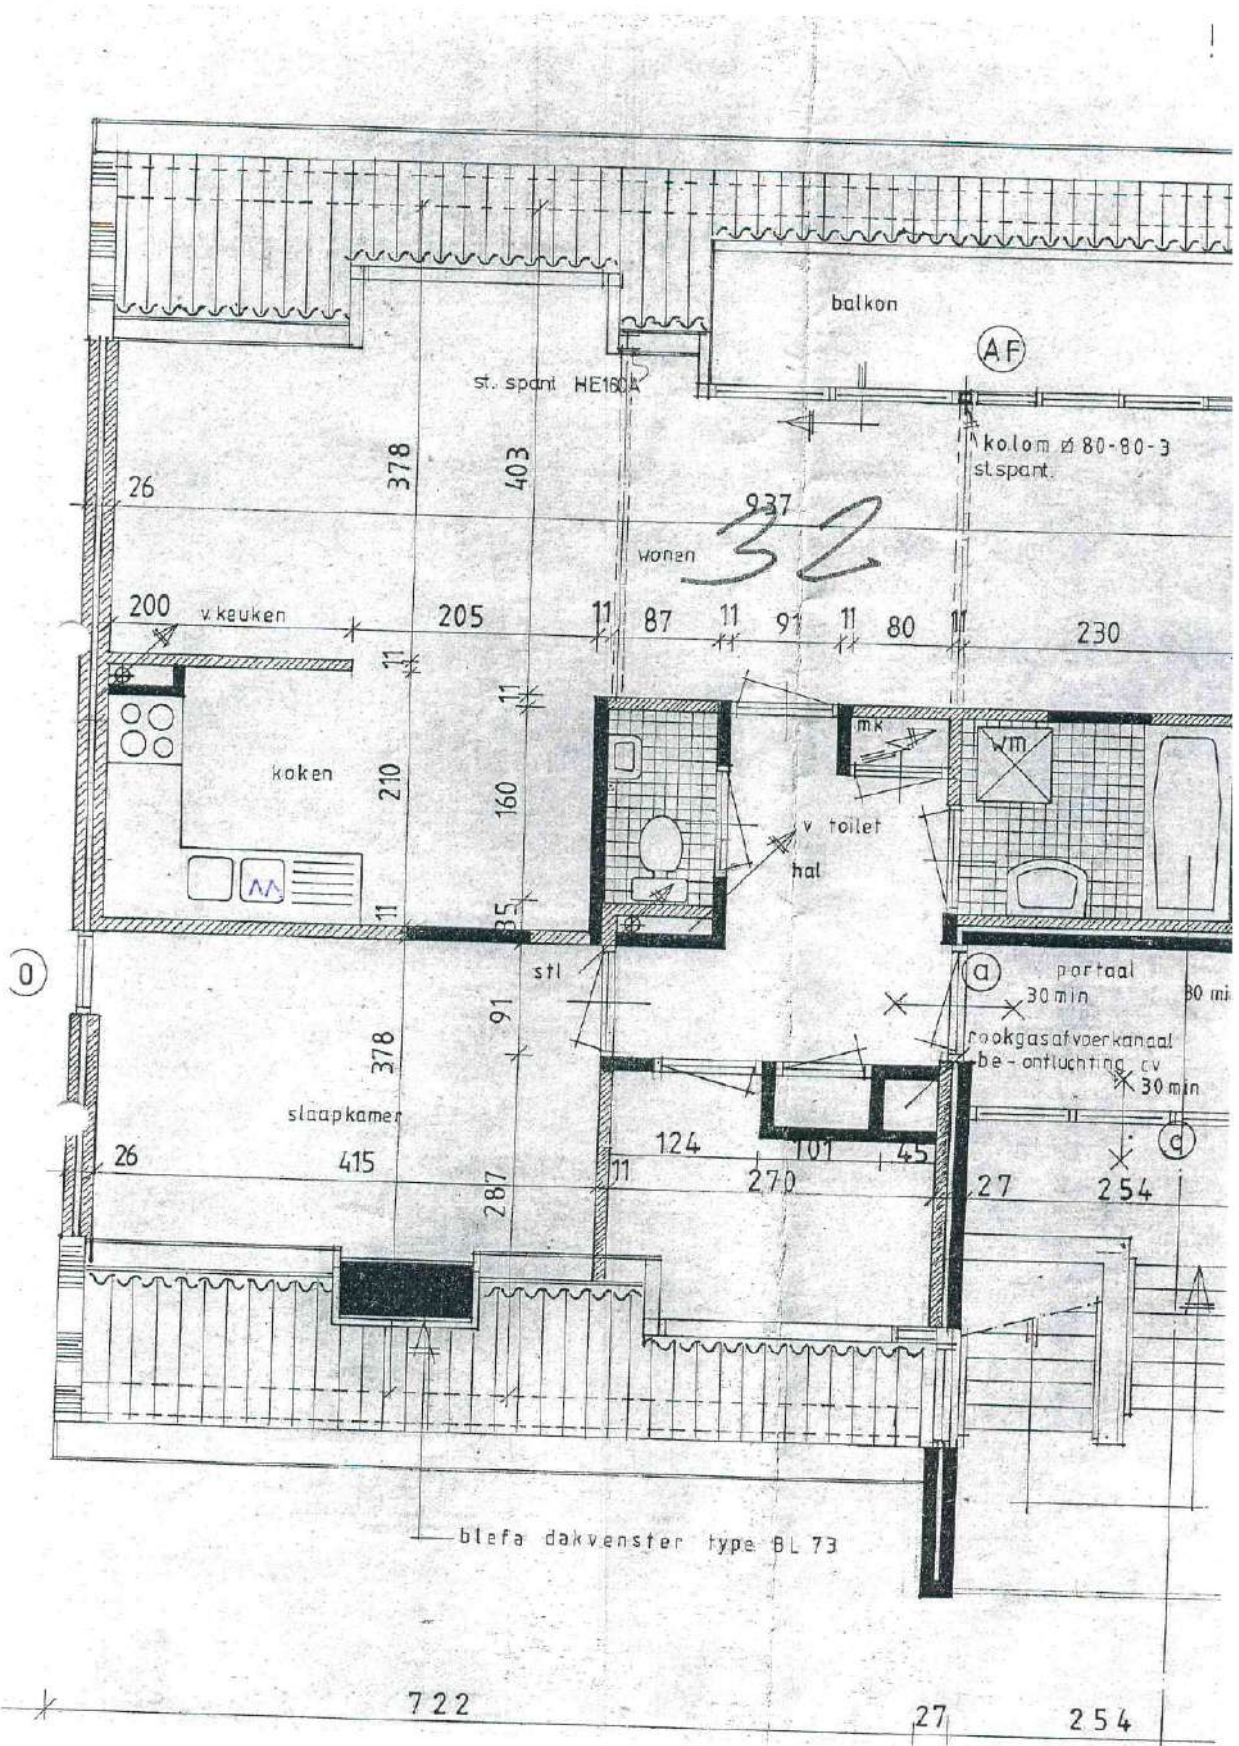 balkon
AF
st. spant HE160A
kolom ⌀ 80-80-3
st.spant.
378
403
26
937
wonen
32
200
v. keuken
205
11
87
11
91
11
80
11
230
11
11
mk
wm
koken
210
160
v toilet
hal
11
35
0
stl
a
portaal
30 min
30 mi
91
rookgasafvoerkanaal
be-ontluchting cv
30 min
378
slaapkamer
124
101
45
26
415
287
11
270
27
254
blefa dakvenster type BL 73
722
27
254